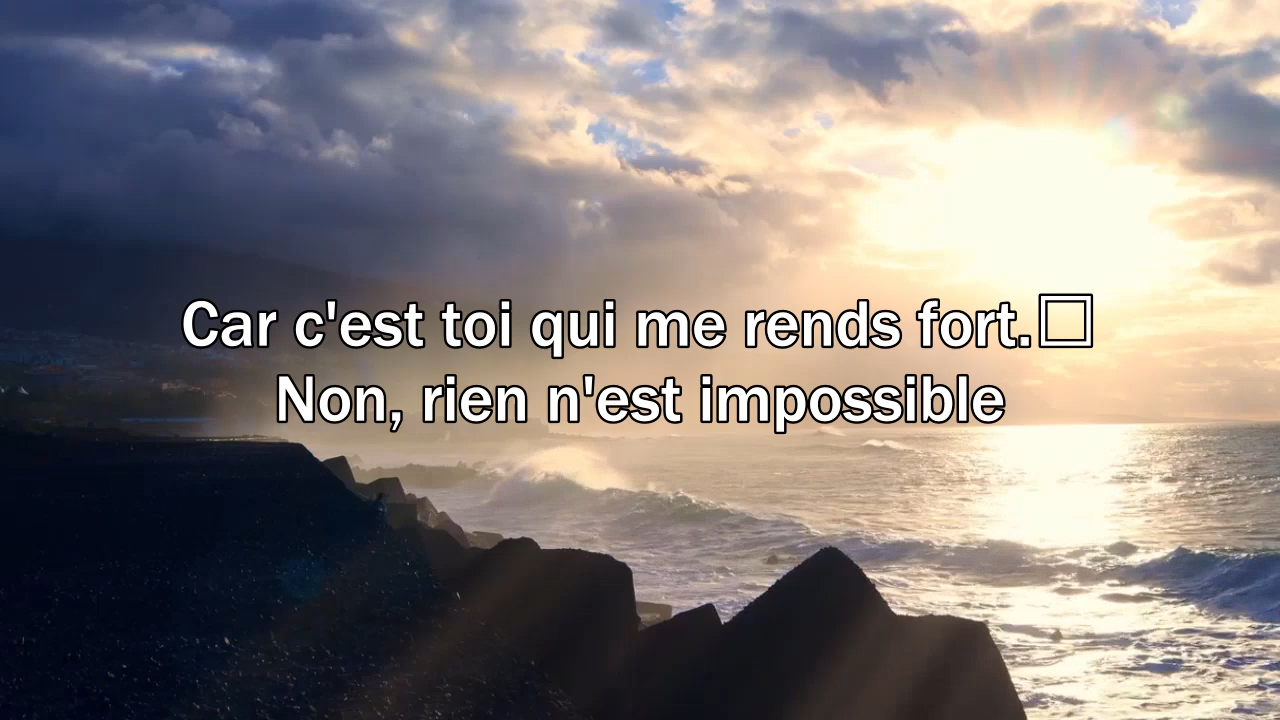 Car c'est toi qui me rends fort.□
Non, rien n'est impossible